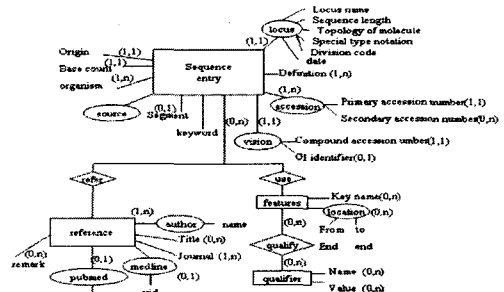 Locus name
Sequence length
Topology of molecule
Special type notation
Division code
date
locus
(1,1)
Origin (1,1)
Base count (1,1)
organism (1,n)
Sequence entry
Definition (1,n)
(1,n)
accession
Primary accession number(1,1)
Secondary accession number(0,n)
source
(0,1)
Segment
keyword
(0,n)
(1,1)
vision
Compound accession umber(1,1)
GI identifier(0,1)
refer
use
features
Key name(0,n)
location (0,n)
From to
End end
(0,n)
qualify
(0,n)
qualifier
Name (0,n)
Value (0,n)
(1,n)
author name
reference
Title (0,n)
Journal (1,n)
(0,n)
remark
(0,1)
pubmed
medline
(0,1)